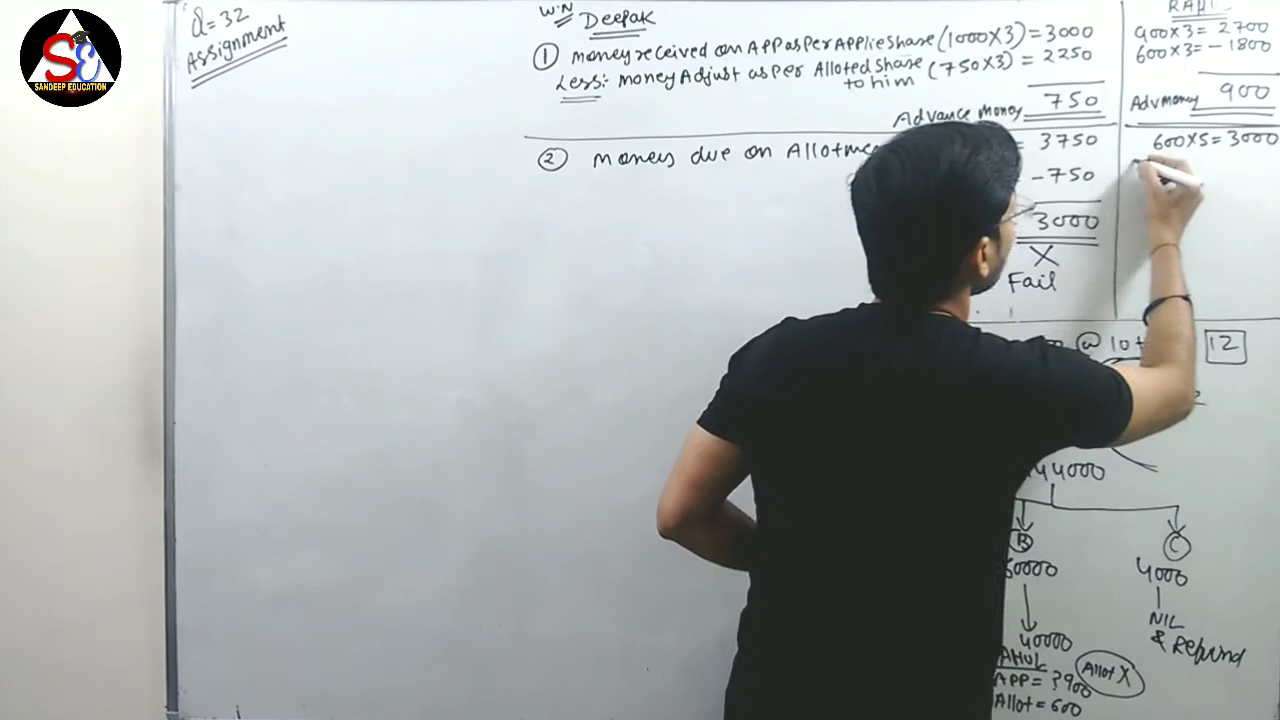 SE
SANDEEP EDUCATION
Q=32
Assignment
W.N
Deepak
① money received on APP as Per Applie share (1000×3) = 3000
Less: money Adjust as per Alloted Share (750×3) = 2250
to him
Advance money 750
② money due on Allotme
= 3750
-750
3000
X
Fail
900×3 = 2700
600×3 = -1800
Adv money 900
600×5 = 3000
@ 10+
12
44000
B
C
4000
NIL
& Refund
40000
APP = ?900
Allot = 600
Allot X